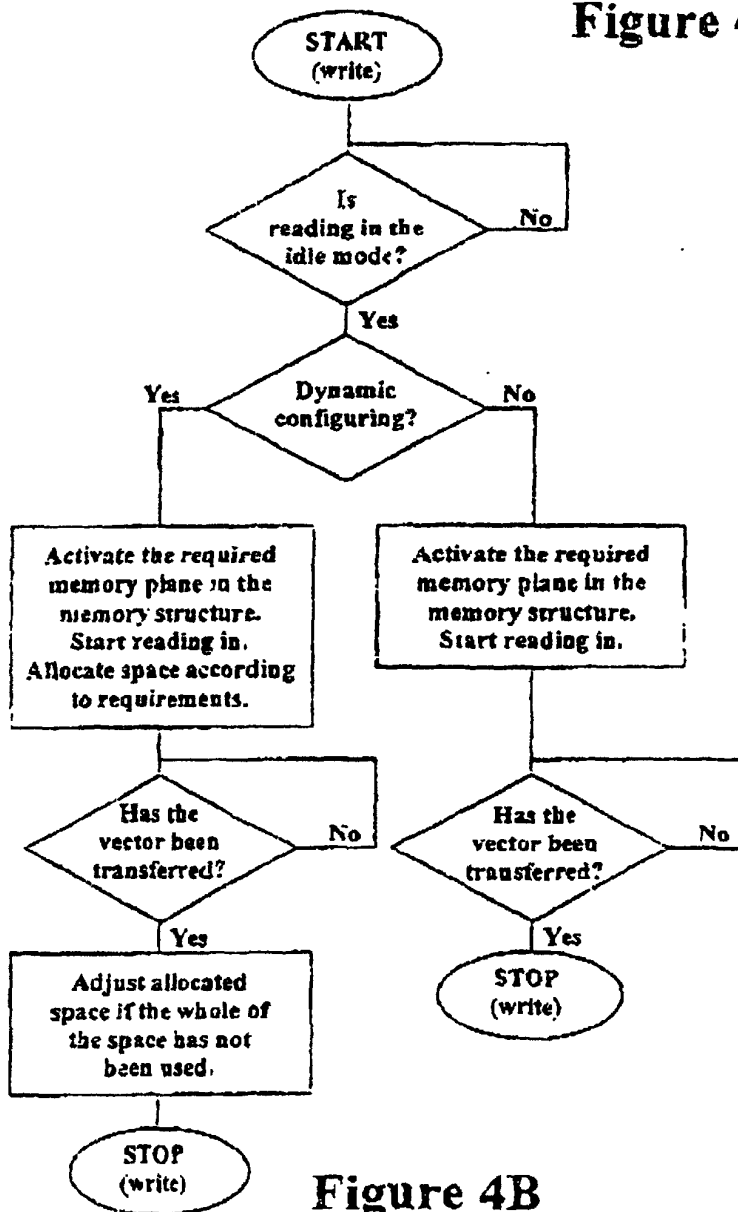 Figure 4
START
(write)
Is
reading in the
idle mode?
No
Yes
Dynamic
configuring?
Yes
No
Activate the required
memory plane in the
memory structure.
Start reading in.
Allocate space according
to requirements.
Activate the required
memory plane in the
memory structure.
Start reading in.
Has the
vector been
transferred?
No
Has the
vector been
transferred?
No
Yes
Yes
Adjust allocated
space if the whole of
the space has not
been used.
STOP
(write)
STOP
(write)
Figure 4B